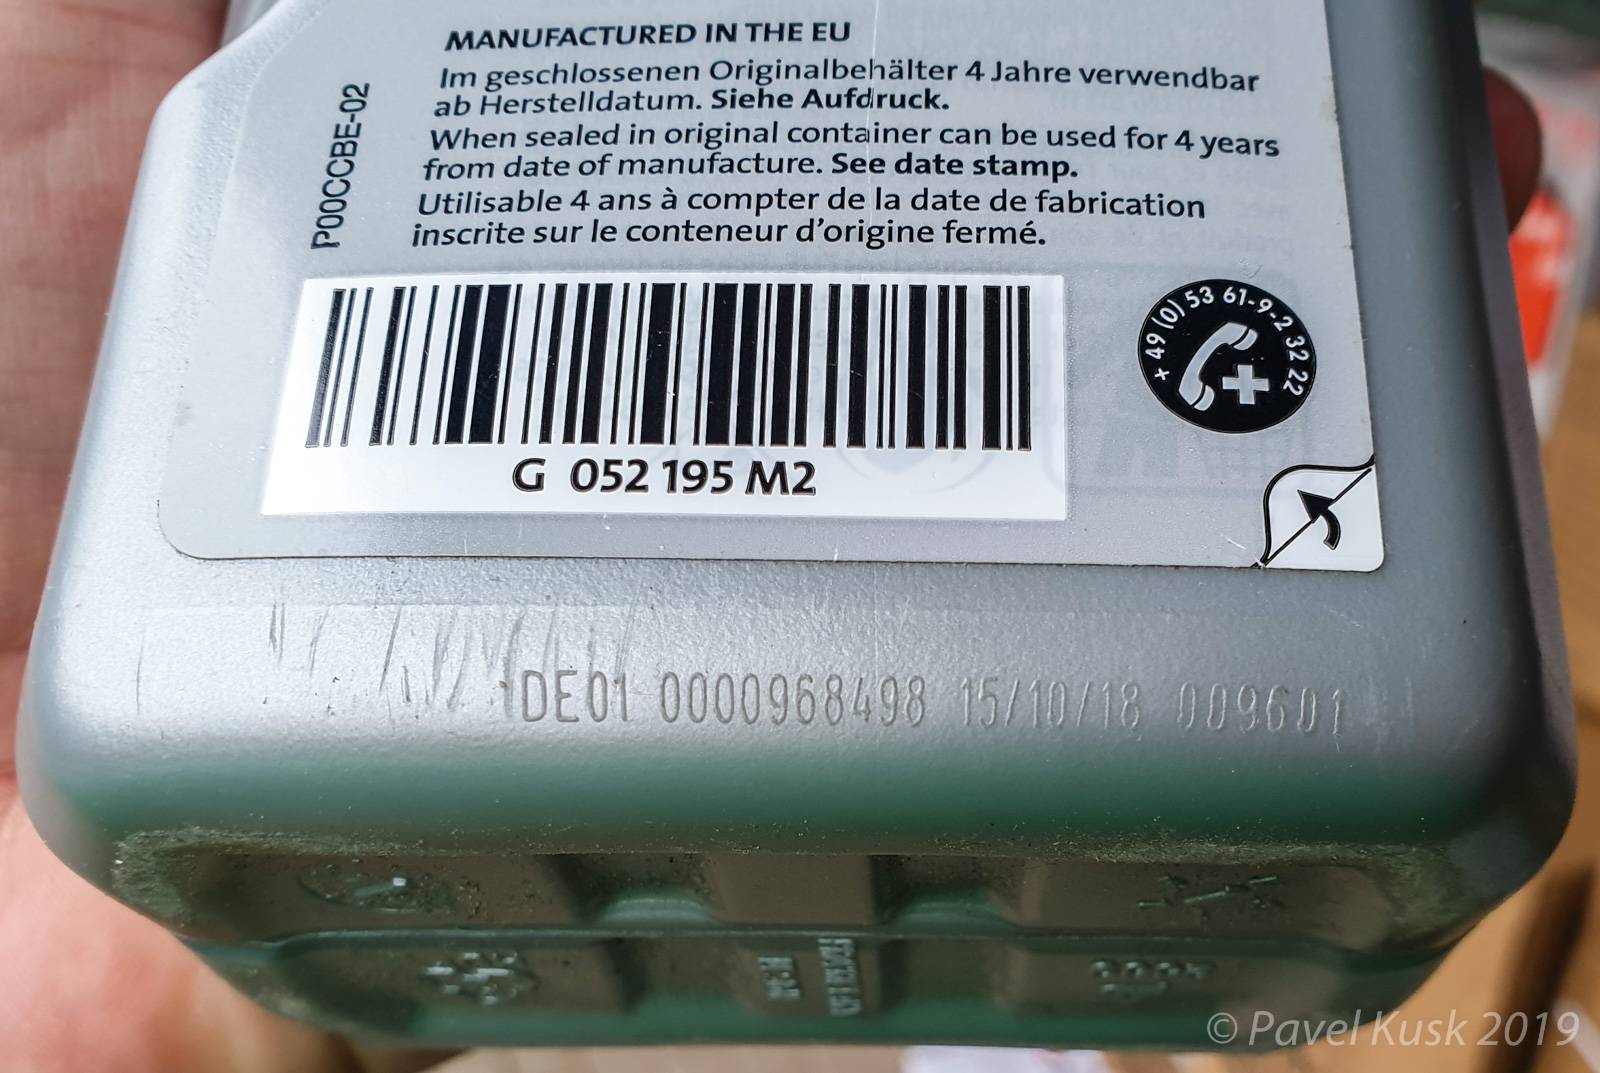 MANUFACTURED IN THE EU
Im geschlossenen Originalbehälter 4 Jahre verwendbar
ab Herstelldatum. Siehe Aufdruck.
When sealed in original container can be used for 4 years
from date of manufacture. See date stamp.
Utilisable 4 ans à compter de la date de fabrication
inscrite sur le conteneur d'origine fermé.
P00CCBE-02
G 052 195 M2
+ 49 (0) 53 61-9-2 32 22
DE01 0000968498 15/10/18 009601
© Pavel Kusk 2019